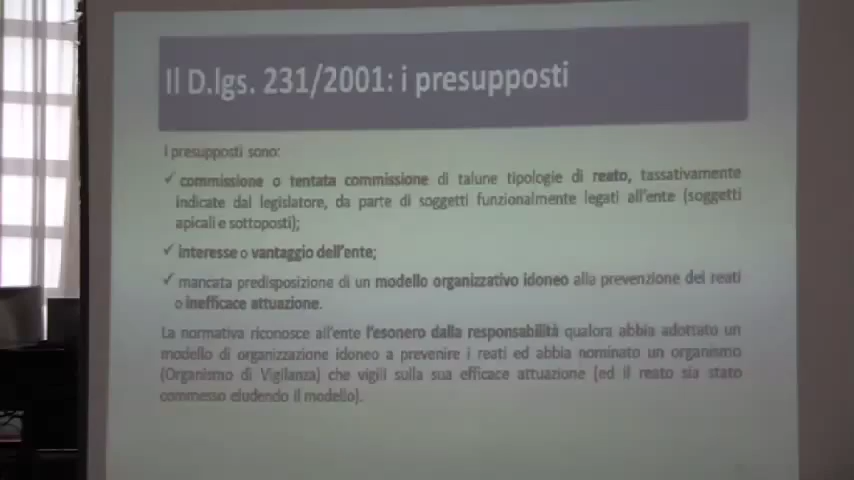 Il D.lgs. 231/2001: i presupposti
I presupposti sono:
✓ commissione o tentata commissione di talune tipologie di reato, tassativamente
indicate dal legislatore, da parte di soggetti funzionalmente legati all'ente (soggetti
apicali e sottoposti);
✓ interesse o vantaggio dell'ente;
✓ mancata predisposizione di un modello organizzativo idoneo alla prevenzione dei reati
o inefficace attuazione.
La normativa riconosce all'ente l'esonero dalla responsabilità qualora abbia adottato un
modello di organizzazione idoneo a prevenire i reati ed abbia nominato un organismo
(Organismo di Vigilanza) che vigili sulla sua efficace attuazione (ed il reato sia stato
commesso eludendo il modello).